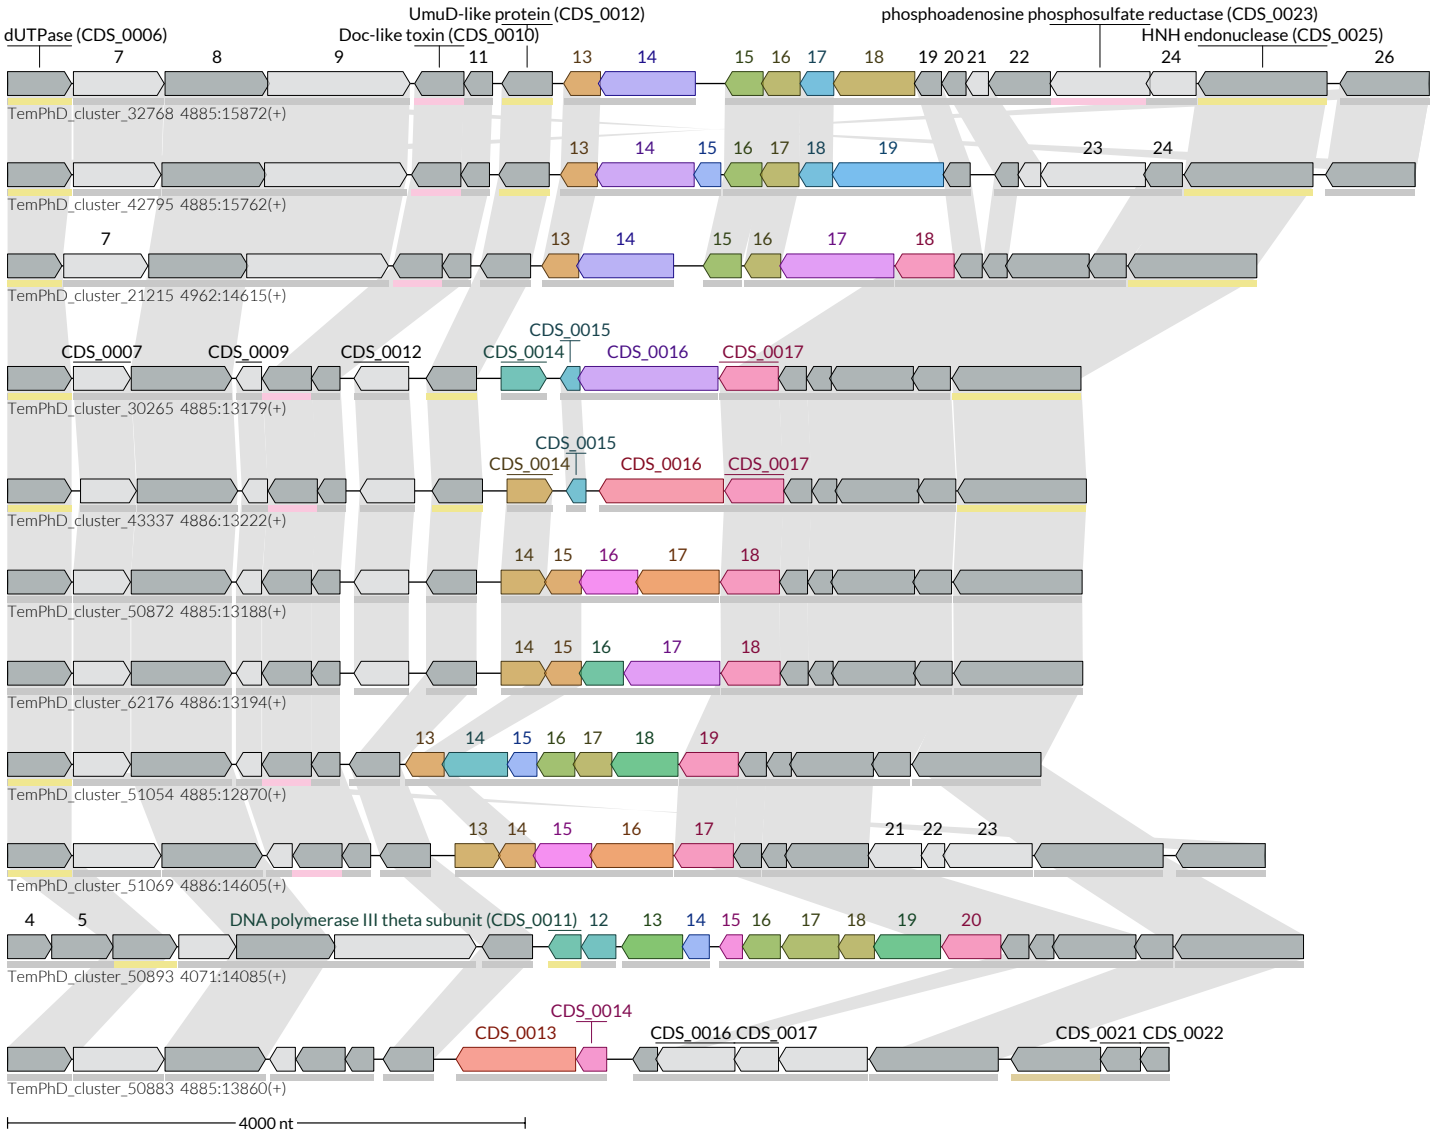 UmuD-like protein (CDS_0012) phosphoadenosine phosphosulfate reductase (CDS_0023)
dUTPase (CDS_0006) Doc-like toxin (CDS_0010) HNH endonuclease (CDS_0025)
7 8 9 11 13 14 15 16 17 18 19 20 21 22 24 26
TemPhD_cluster_32768 4885:15872(+)
13 14 15 16 17 18 19 23 24
TemPhD_cluster_42795 4885:15762(+)
7 13 14 15 16 17 18
TemPhD_cluster_21215 4962:14615(+)
CDS_0015
CDS_0007 CDS_0009 CDS_0012 CDS_0014 CDS_0016 CDS_0017
TemPhD_cluster_30265 4885:13179(+)
CDS_0015
CDS_0014 CDS_0016 CDS_0017
TemPhD_cluster_43337 4886:13222(+)
14 15 16 17 18
TemPhD_cluster_50872 4885:13188(+)
14 15 16 17 18
TemPhD_cluster_62176 4886:13194(+)
13 14 15 16 17 18 19
TemPhD_cluster_51054 4885:12870(+)
13 14 15 16 17 21 22 23
TemPhD_cluster_51069 4886:14605(+)
4 5 DNA polymerase III theta subunit (CDS_0011) 12 13 14 15 16 17 18 19 20
TemPhD_cluster_50893 4071:14085(+)
CDS_0014
CDS_0013 CDS_0016 CDS_0017 CDS_0021 CDS_0022
TemPhD_cluster_50883 4885:13860(+)
4000 nt